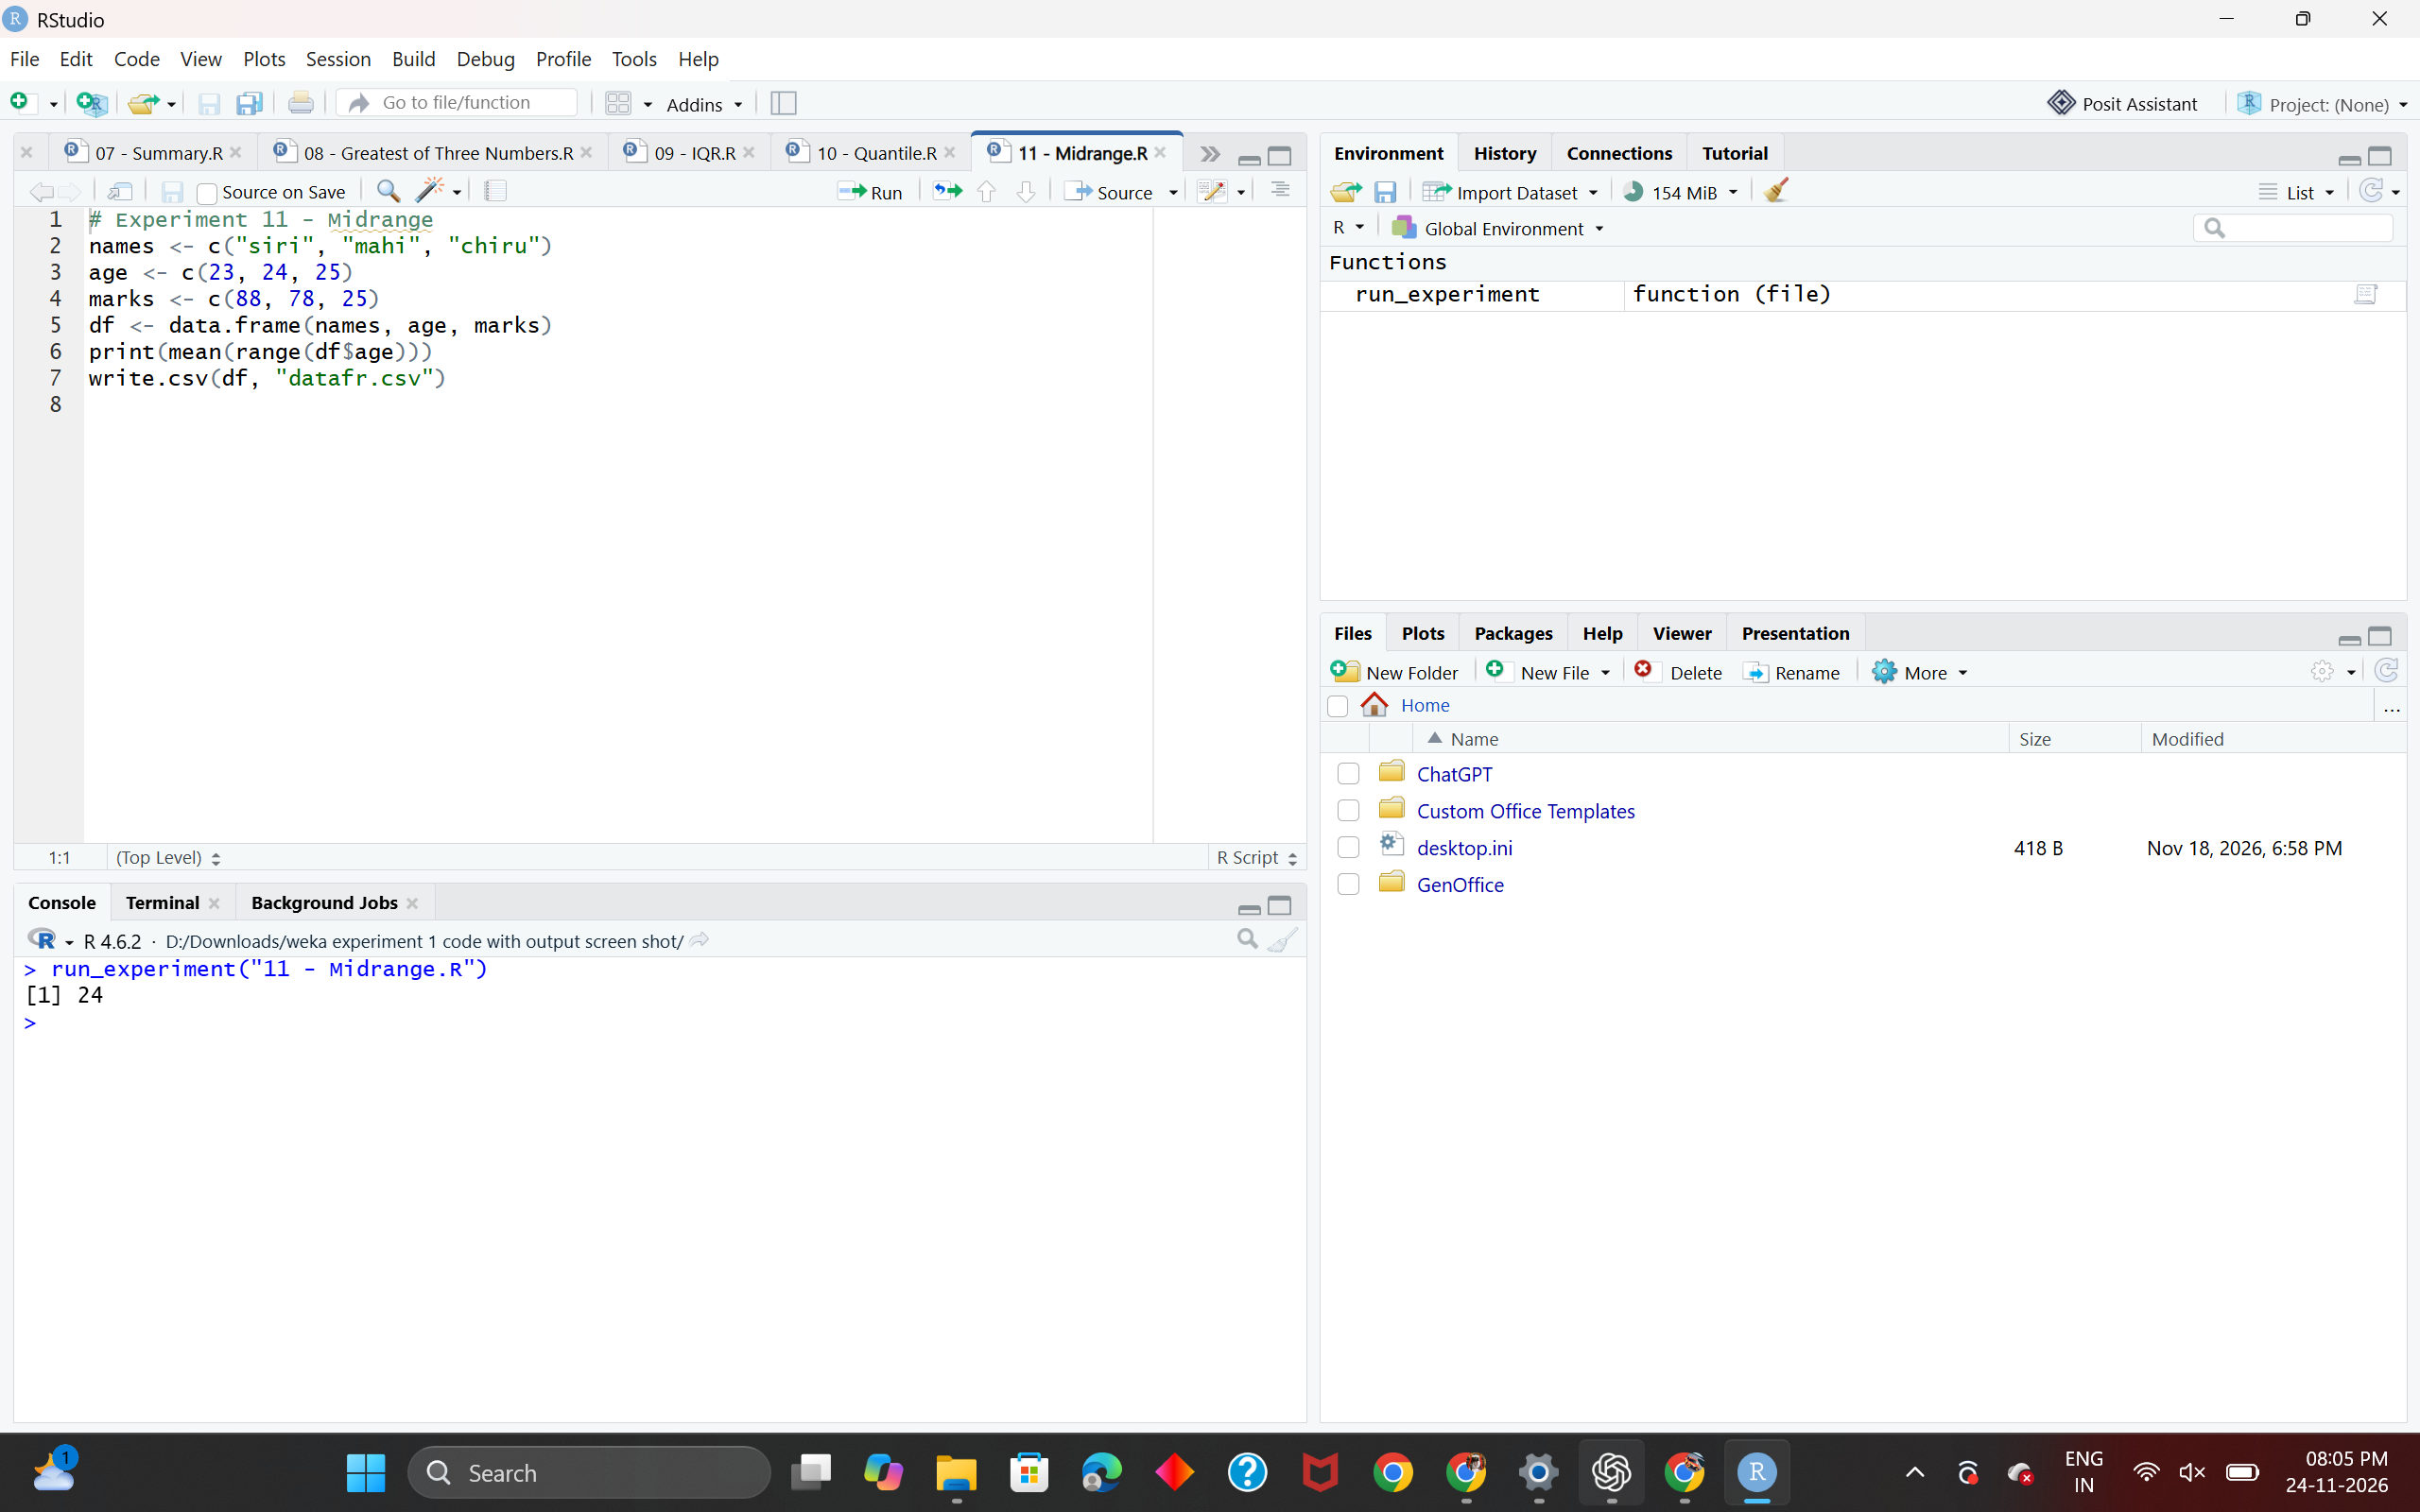 RStudio
File Edit Code View Plots Session Build Debug Profile Tools Help
Go to file/function Addins Posit Assistant R Project: (None)
07 - Summary.R 08 - Greatest of Three Numbers.R 09 - IQR.R 10 - Quantile.R 11 - Midrange.R
Source on Save Run Source
1 # Experiment 11 - Midrange
2 names <- c("siri", "mahi", "chiru")
3 age <- c(23, 24, 25)
4 marks <- c(88, 78, 25)
5 df <- data.frame(names, age, marks)
6 print(mean(range(df$age)))
7 write.csv(df, "datafr.csv")
8
1:1 (Top Level) R Script
Console Terminal Background Jobs
R 4.6.2 · D:/Downloads/weka experiment 1 code with output screen shot/
> run_experiment("11 - Midrange.R")
[1] 24
>
Environment History Connections Tutorial
Import Dataset 154 MiB List
R Global Environment
Functions
run_experiment function (file)
Files Plots Packages Help Viewer Presentation
New Folder New File Delete Rename More
Home ...
Name Size Modified
ChatGPT
Custom Office Templates
desktop.ini 418 B Nov 18, 2026, 6:58 PM
GenOffice
1 Search ENG 08:05 PM
IN 24-11-2026